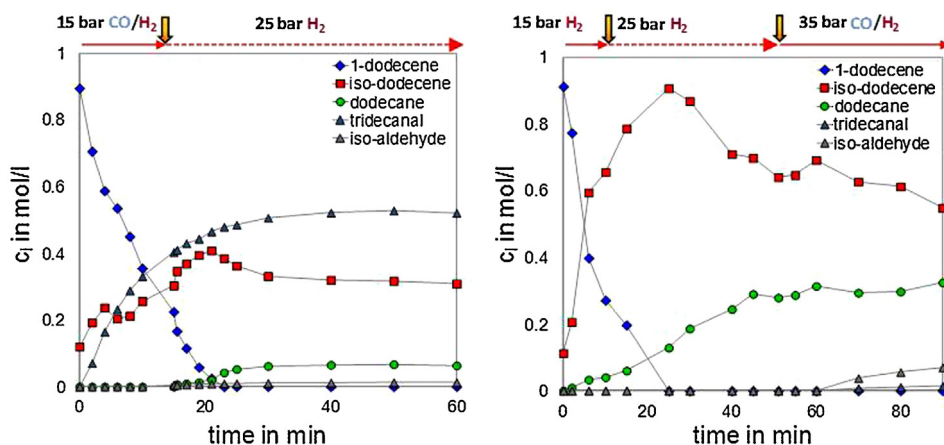 15 bar CO/H₂ 25 bar H₂
1
0.8
0.6
0.4
0.2
0
cᵢ in mol/l
1-dodecene
iso-dodecene
dodecane
tridecanal
iso-aldehyde
0 20 40 60
time in min
15 bar H₂ 25 bar H₂ 35 bar CO/H₂
1
0.8
0.6
0.4
0.2
0
cᵢ in mol/l
1-dodecene
iso-dodecene
dodecane
tridecanal
iso-aldehyde
0 20 40 60 80
time in min